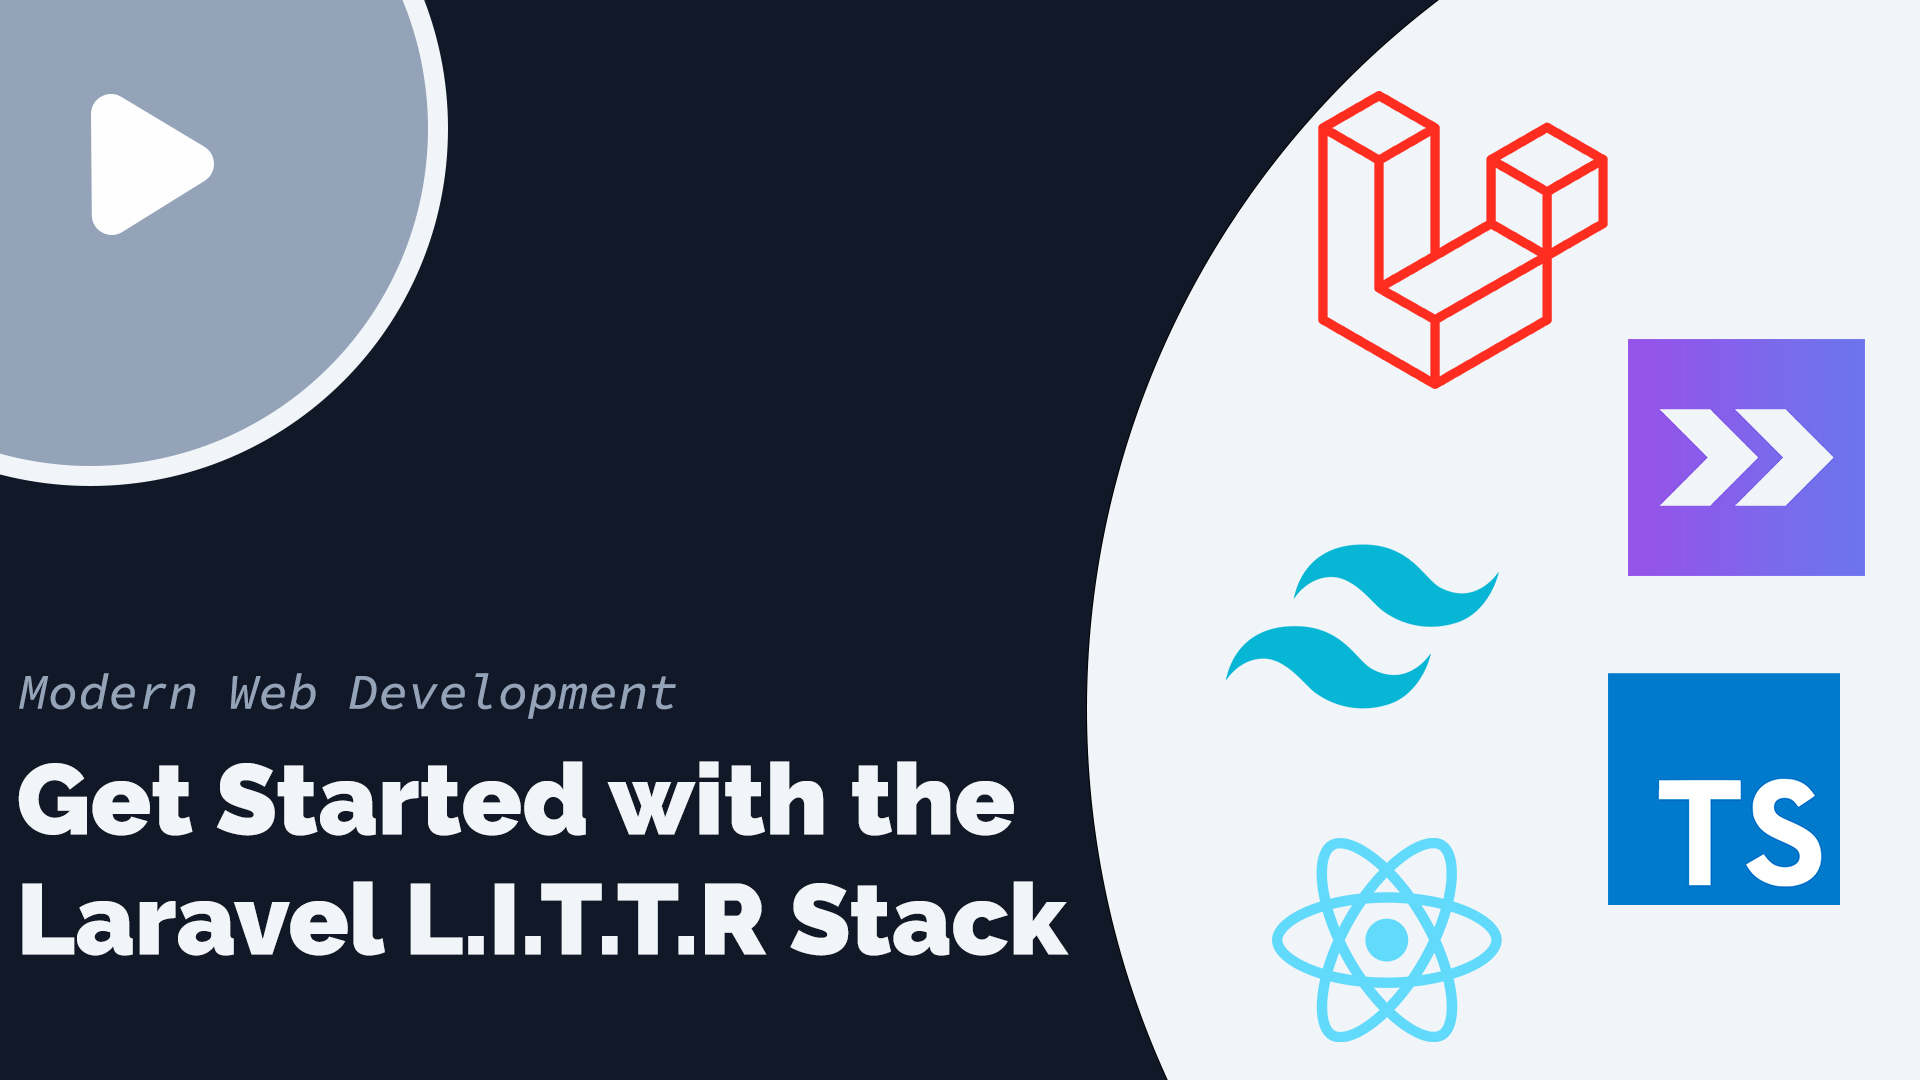 Modern Web Development
Get Started with the
Laravel L.I.T.T.R Stack
TS